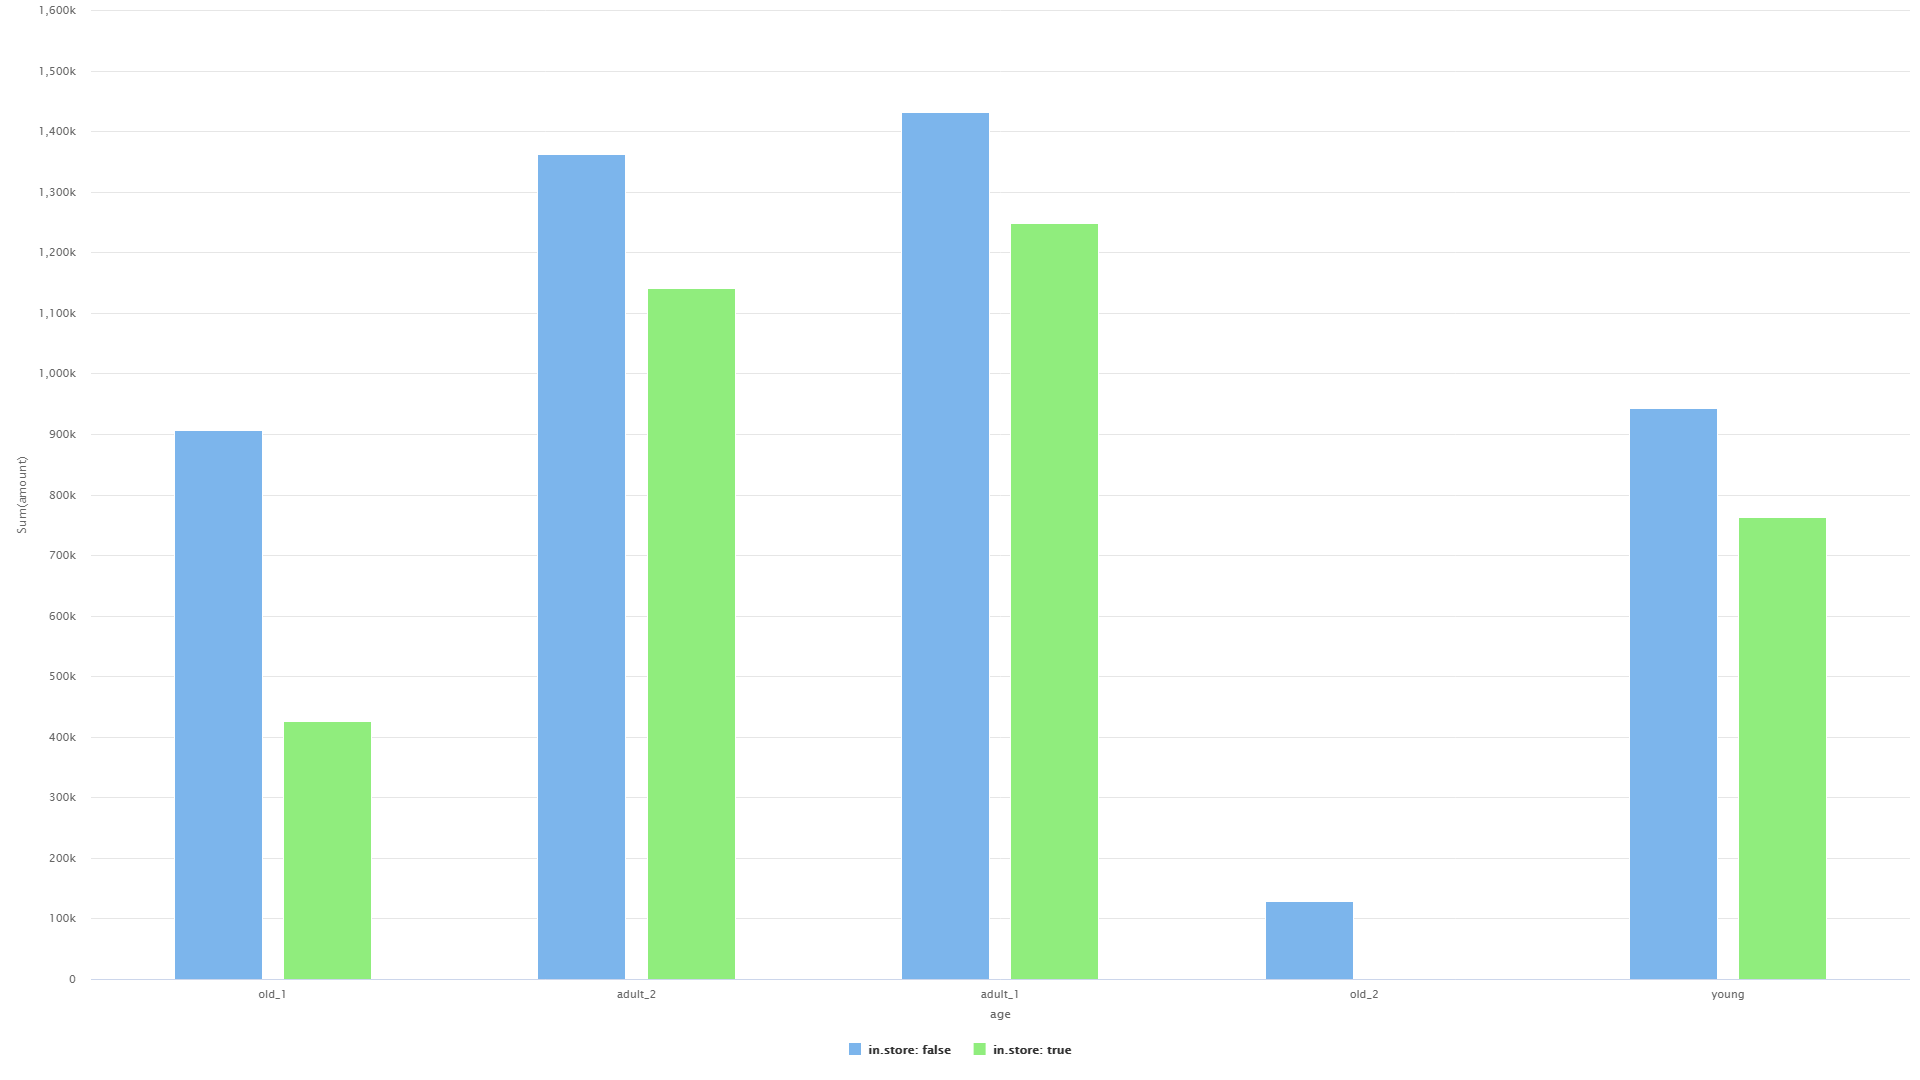 1,600k
1,500k
1,400k
1,300k
1,200k
1,100k
1,000k
900k
800k
700k
600k
500k
400k
300k
200k
100k
0
Sum(amount)
old_1 adult_2 adult_1 old_2 young
age
in.store: false in.store: true